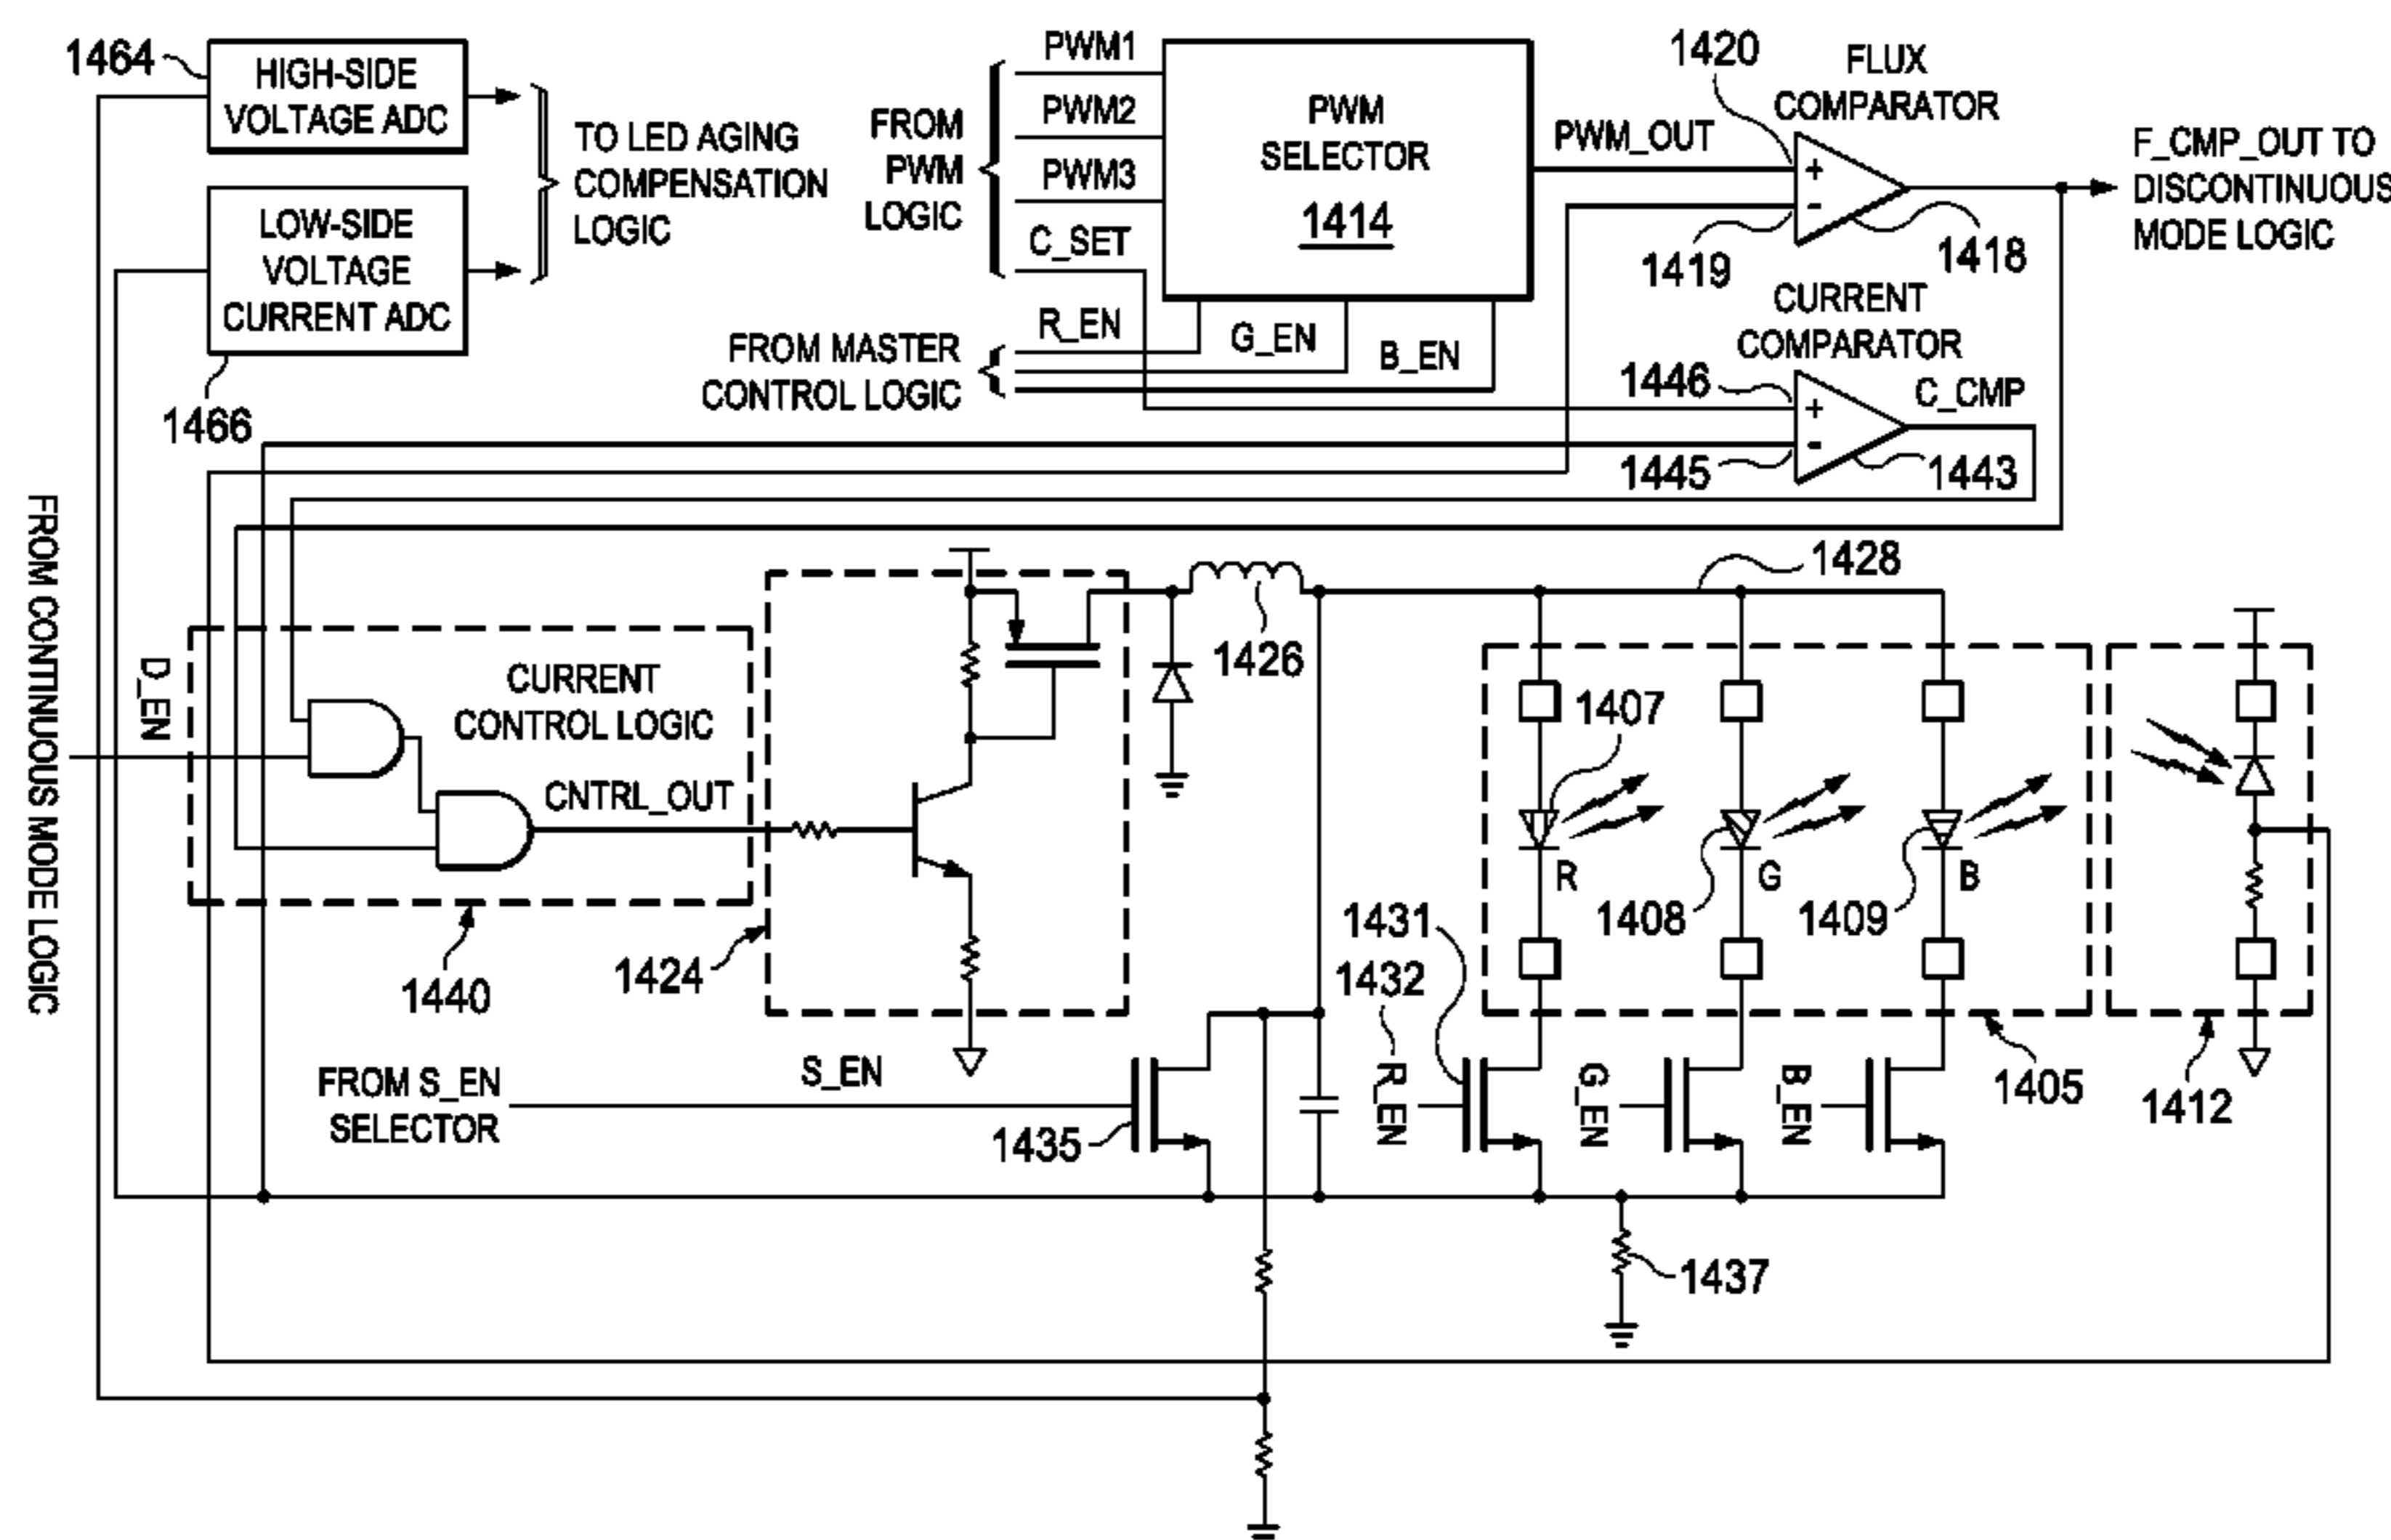 1464
HIGH-SIDE
VOLTAGE ADC
LOW-SIDE
VOLTAGE
CURRENT ADC
1466
TO LED AGING
COMPENSATION
LOGIC
FROM
PWM
LOGIC
PWM1
PWM2
PWM3
C_SET
PWM
SELECTOR
1414
FROM MASTER
CONTROL LOGIC
R_EN
G_EN
B_EN
PWM_OUT
1420
FLUX
COMPARATOR
+
-
1419
1418
F_CMP_OUT TO
DISCONTINUOUS
MODE LOGIC
CURRENT
COMPARATOR
1446
C_CMP
+
-
1445
1443
FROM CONTINUOUS MODE LOGIC
D_EN
CURRENT
CONTROL LOGIC
CNTRL_OUT
1440
1424
1426
1428
1407
R
1408
G
1409
B
1431
1432
R_EN
G_EN
B_EN
1405
1412
FROM S_EN
SELECTOR
S_EN
1435
1437